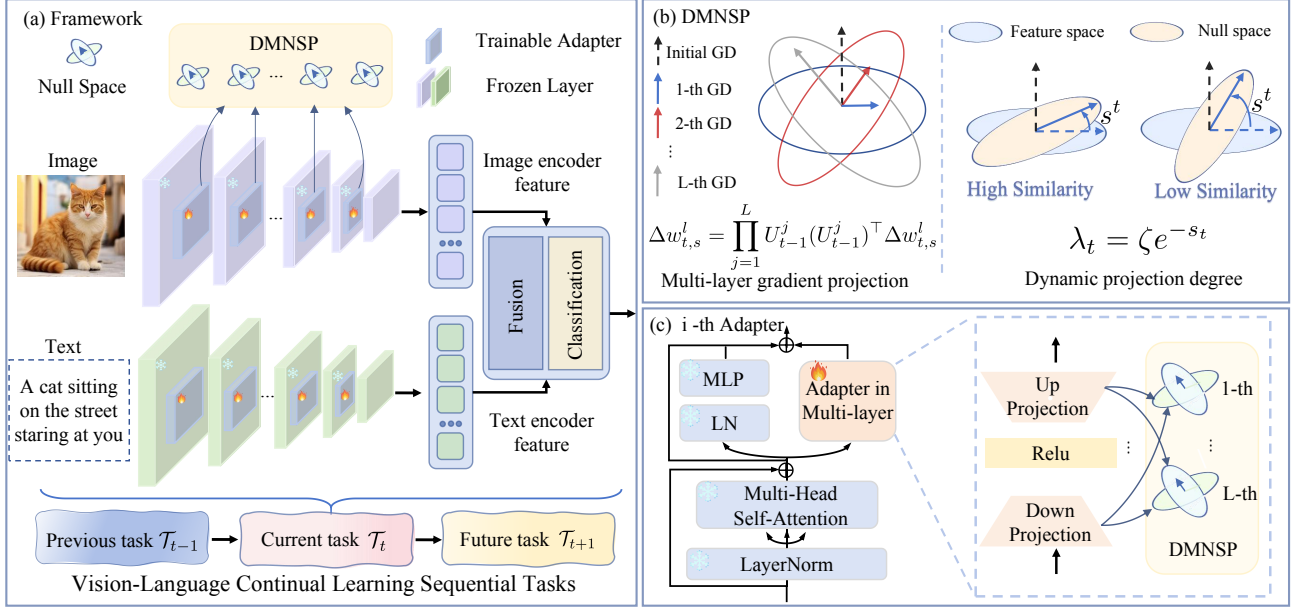 (a) Framework
Null Space
DMNSP
...
Trainable Adapter
Frozen Layer
Image
...
Image encoder
feature
Fusion
Classification
Text
A cat sitting
on the street
staring at you
...
Text encoder
feature
Previous task 𝒯ₜ₋₁
Current task 𝒯ₜ
Future task 𝒯ₜ₊₁
Vision-Language Continual Learning Sequential Tasks
(b) DMNSP
Initial GD
1-th GD
2-th GD
⋮
L-th GD
Feature space
Null space
s^t
s^t
High Similarity
Low Similarity
Δw^l_{t,s} = ∏_{j=1}^{L} U^j_{t-1}(U^j_{t-1})^⊤ Δw^l_{t,s}
Multi-layer gradient projection
λ_t = ζe^{-s_t}
Dynamic projection degree
(c) i -th Adapter
MLP
LN
Adapter in
Multi-layer
Multi-Head
Self-Attention
LayerNorm
Up
Projection
Relu
Down
Projection
⋮
1-th
⋮
L-th
DMNSP